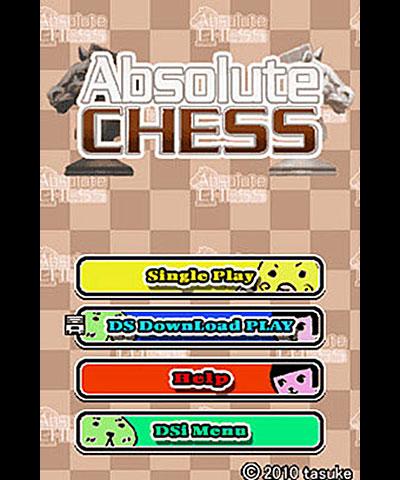 Absolute
CHESS
Single Play
DS DownLoad PLAY
Help
DSi Menu
© 2010 tasuke